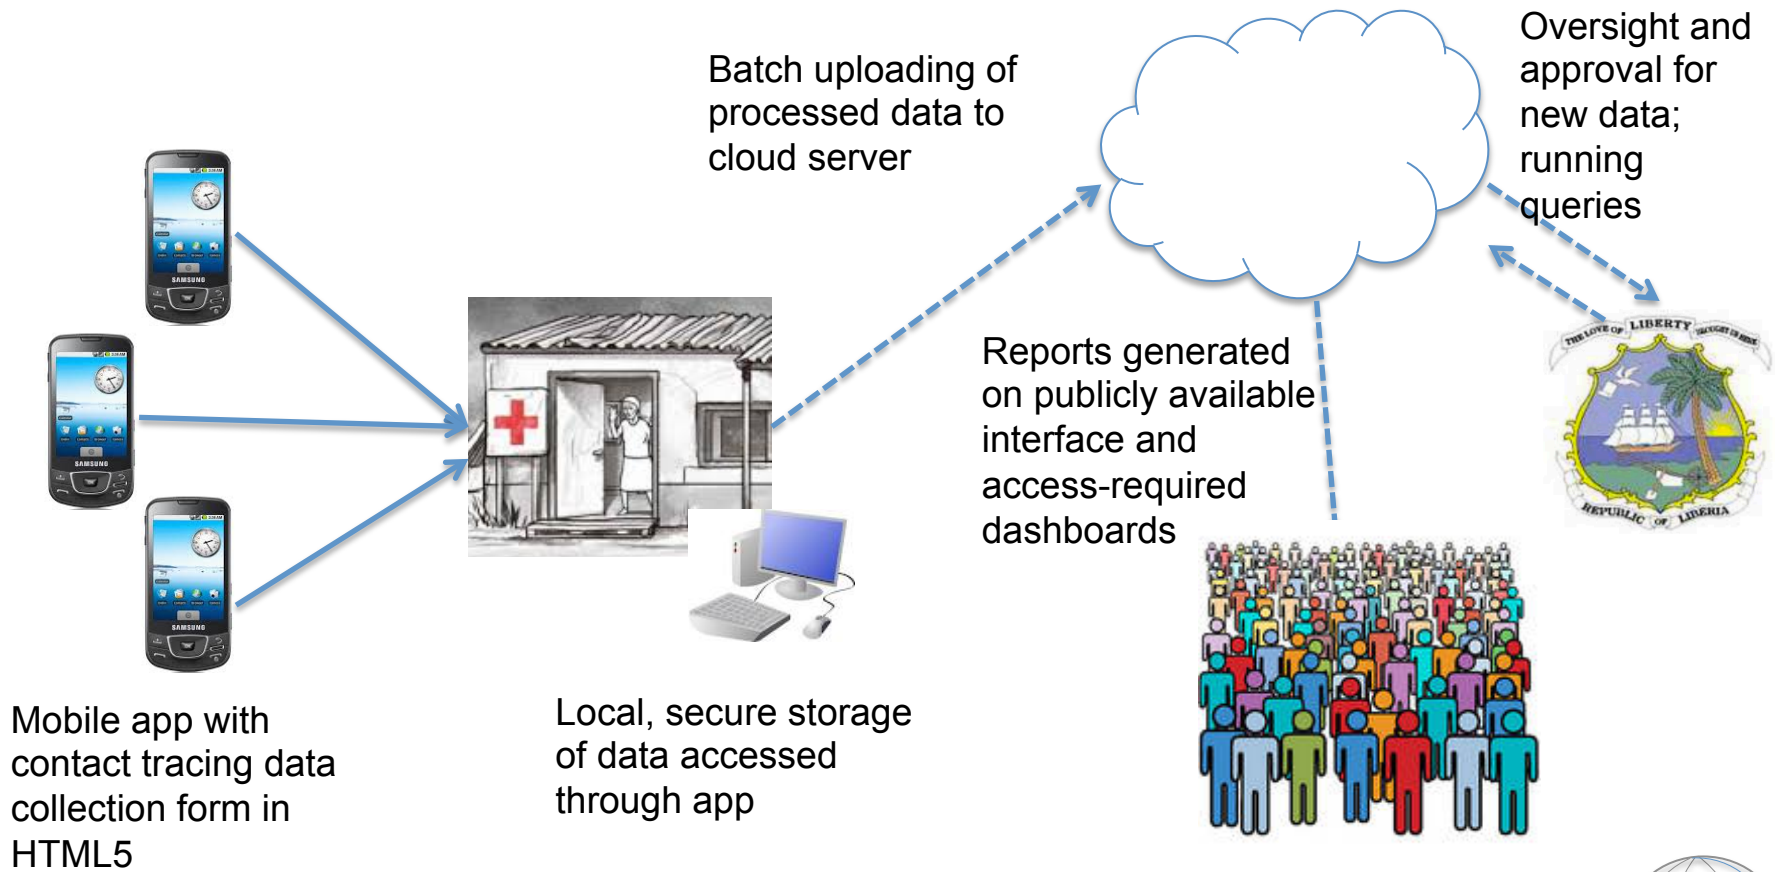 Oversight and
approval for
new data;
running
queries
Batch uploading of
processed data to
cloud server
SAMSUNG
SAMSUNG
SAMSUNG
Reports generated
on publicly available
interface and
access-required
dashboards
THE LOVE OF LIBERTY BROUGHT US HERE
REPUBLIC OF LIBERIA
Mobile app with
contact tracing data
collection form in
HTML5
Local, secure storage
of data accessed
through app